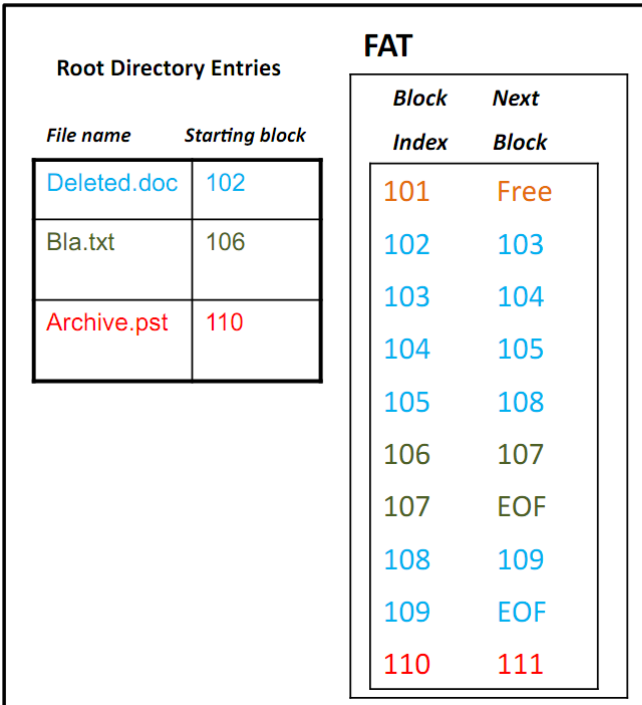 Root Directory Entries
File name Starting block
Deleted.doc 102
Bla.txt 106
Archive.pst 110
FAT
Block Next
Index Block
101 Free
102 103
103 104
104 105
105 108
106 107
107 EOF
108 109
109 EOF
110 111